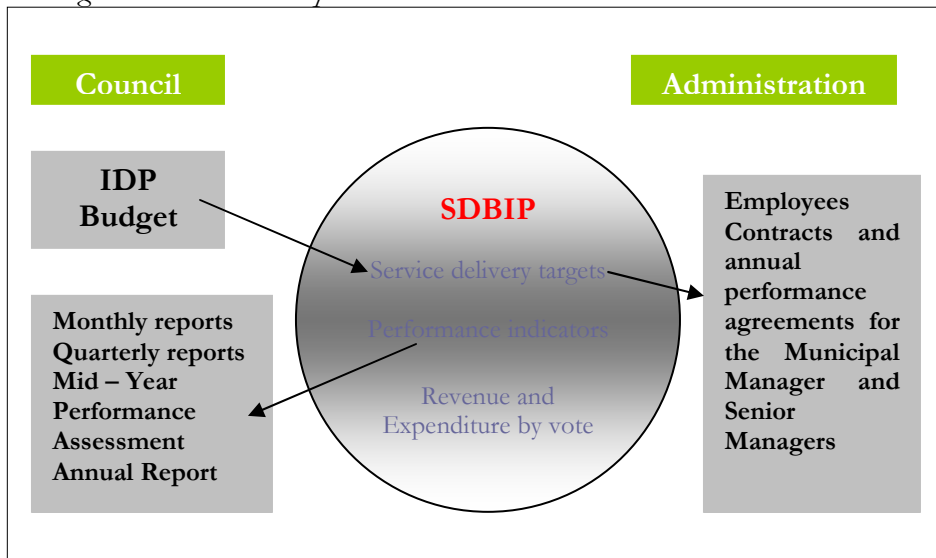 Council
Administration
IDP
Budget
SDBIP
Service delivery targets
Performance indicators
Revenue and
Expenditure by vote
Monthly reports
Quarterly reports
Mid – Year
Performance
Assessment
Annual Report
Employees
Contracts and
annual
performance
agreements for
the Municipal
Manager and
Senior
Managers